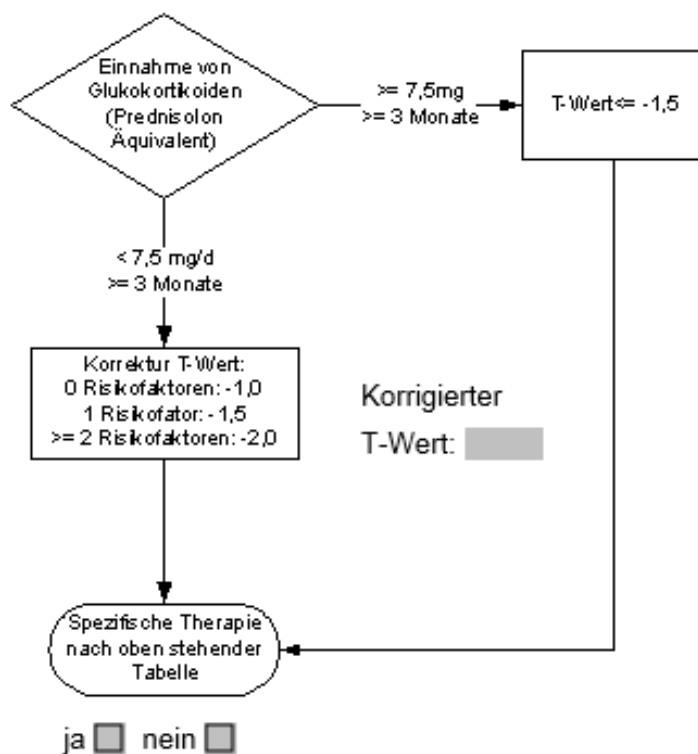 Einnahme von
Glukokortikoiden
(Prednisolon
Äquivalent)
>= 7,5mg
>= 3 Monate
T-Wert<= -1,5
< 7,5 mg/d
>= 3 Monate
Korrektur T-Wert:
0 Risikofaktoren: -1,0
1 Risikofator: -1,5
>= 2 Risikofaktoren: -2,0
Korrigierter
T-Wert:
Spezifische Therapie
nach oben stehender
Tabelle
ja nein